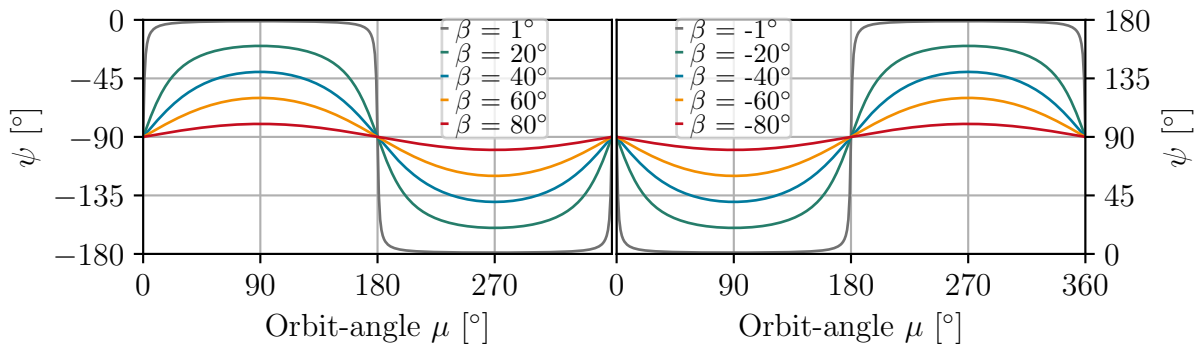 0
−45
−90
−135
−180
ψ [°]
β = 1°
β = 20°
β = 40°
β = 60°
β = 80°
0
90
180
270
Orbit-angle μ [°]
β = -1°
β = -20°
β = -40°
β = -60°
β = -80°
0
90
180
270
360
Orbit-angle μ [°]
180
135
90
45
0
ψ [°]